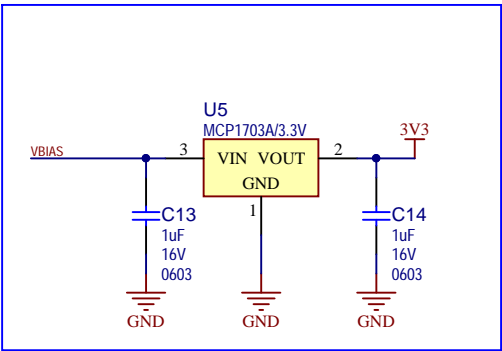 U5
MCP1703A/3.3V
3V3
VBIAS
3
VIN VOUT
2
GND
1
C13
1uF
16V
0603
C14
1uF
16V
0603
GND
GND
GND